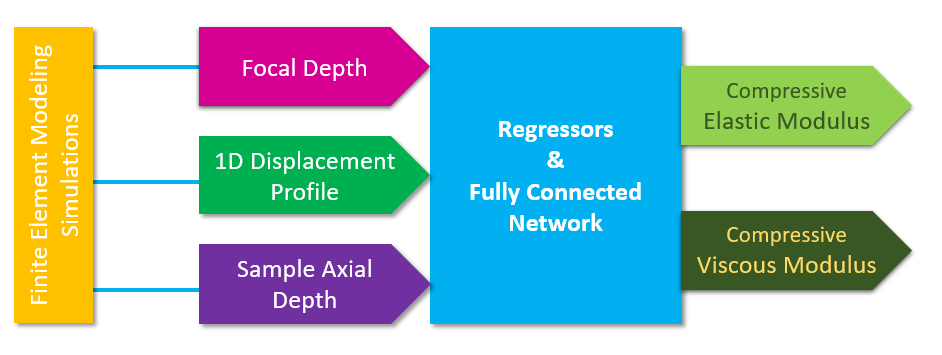 Finite Element Modeling
Simulations
Focal Depth
1D Displacement
Profile
Sample Axial
Depth
Regressors
&
Fully Connected
Network
Compressive
Elastic Modulus
Compressive
Viscous Modulus